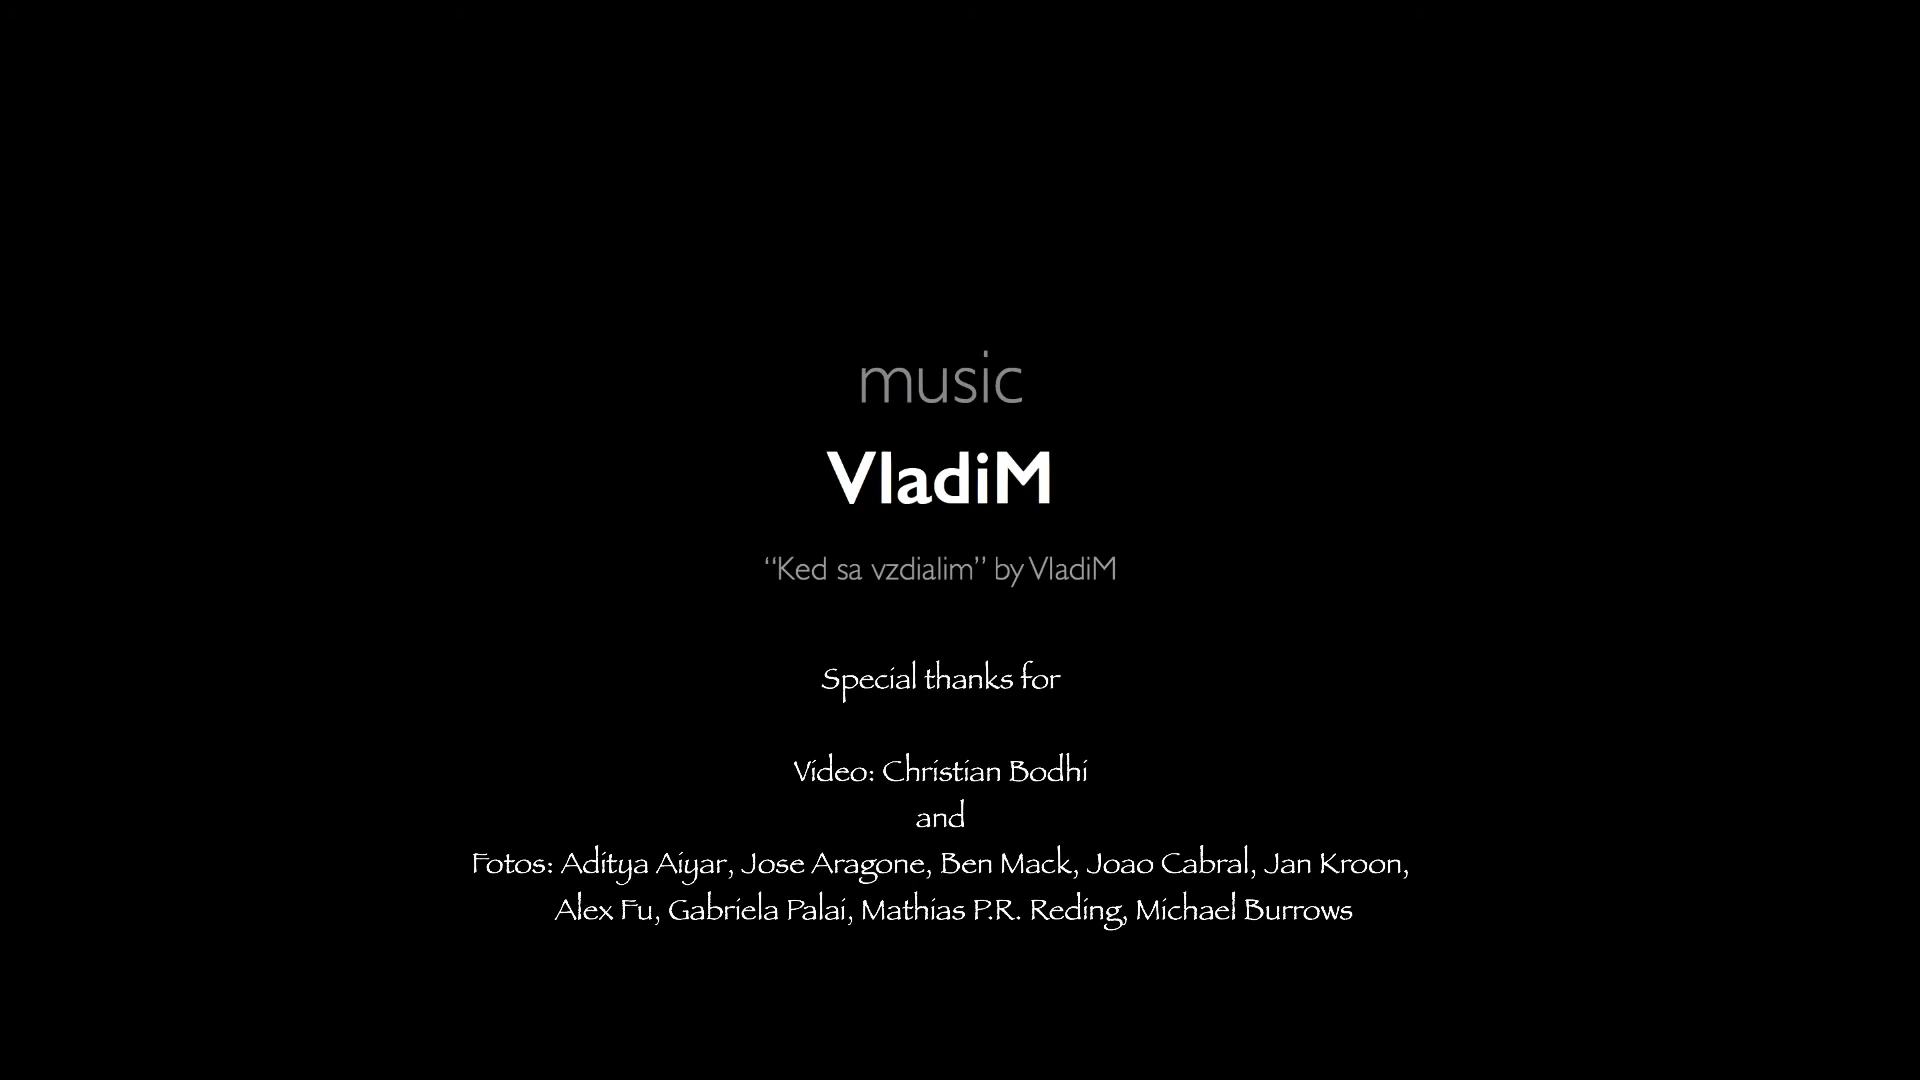 music
VladiM
“Ked sa vzdialim” by VladiM
Special thanks for
Video: Christian Bodhi
and
Fotos: Aditya Aiyar, Jose Aragone, Ben Mack, Joao Cabral, Jan Kroon,
Alex Fu, Gabriela Palai, Mathias P.R. Reding, Michael Burrows